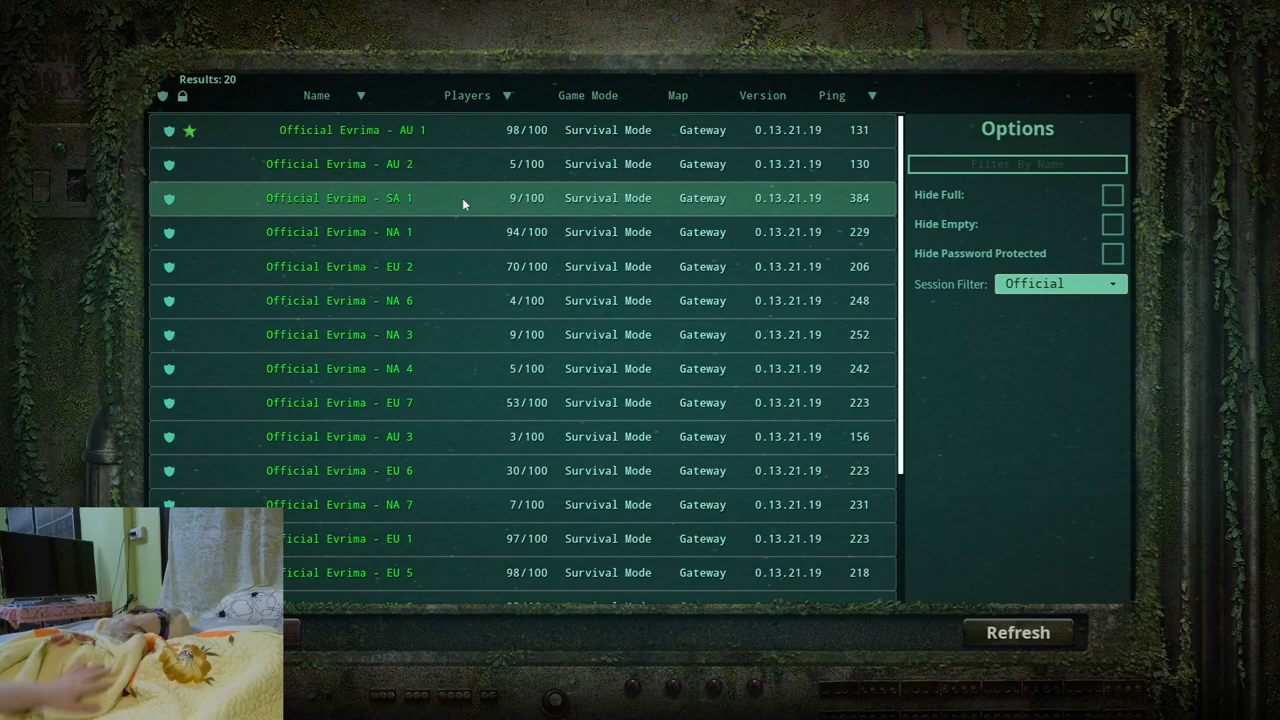 Results: 20
Name Players Game Mode Map Version Ping
Official Evrima - AU 1 98/100 Survival Mode Gateway 0.13.21.19 131
Official Evrima - AU 2 5/100 Survival Mode Gateway 0.13.21.19 130
Official Evrima - SA 1 9/100 Survival Mode Gateway 0.13.21.19 384
Official Evrima - NA 1 94/100 Survival Mode Gateway 0.13.21.19 229
Official Evrima - EU 2 70/100 Survival Mode Gateway 0.13.21.19 206
Official Evrima - NA 6 4/100 Survival Mode Gateway 0.13.21.19 248
Official Evrima - NA 3 9/100 Survival Mode Gateway 0.13.21.19 252
Official Evrima - NA 4 5/100 Survival Mode Gateway 0.13.21.19 242
Official Evrima - EU 7 53/100 Survival Mode Gateway 0.13.21.19 223
Official Evrima - AU 3 3/100 Survival Mode Gateway 0.13.21.19 156
Official Evrima - EU 6 30/100 Survival Mode Gateway 0.13.21.19 223
Official Evrima - NA 7 7/100 Survival Mode Gateway 0.13.21.19 231
ficial Evrima - EU 1 97/100 Survival Mode Gateway 0.13.21.19 223
ficial Evrima - EU 5 98/100 Survival Mode Gateway 0.13.21.19 218
Options
Filter By Name
Hide Full:
Hide Empty:
Hide Password Protected
Session Filter: Official
Refresh